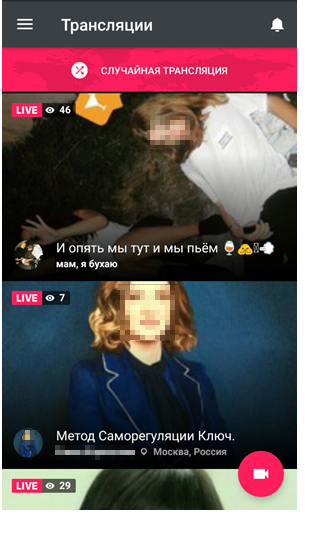 Трансляции
СЛУЧАЙНАЯ ТРАНСЛЯЦИЯ
LIVE 46
И опять мы тут и мы пьём 🍷
мам, я бухаю
LIVE 7
Метод Саморегуляции Ключ.
Москва, Россия
LIVE 29